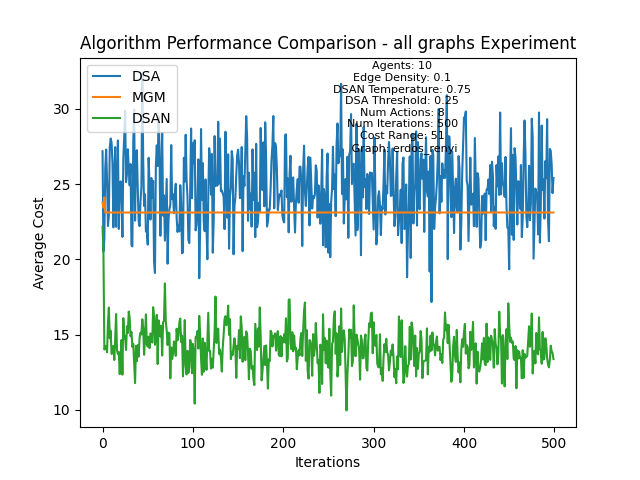 Algorithm Performance Comparison - all graphs Experiment
DSA
MGM
DSAN
Agents: 10
Edge Density: 0.1
DSAN Temperature: 0.75
DSA Threshold: 0.25
Num Actions: 8
Num Iterations: 500
Cost Range: 51
Graph: erdos_renyi
Average Cost
30
25
20
15
10
0
100
200
300
400
500
Iterations